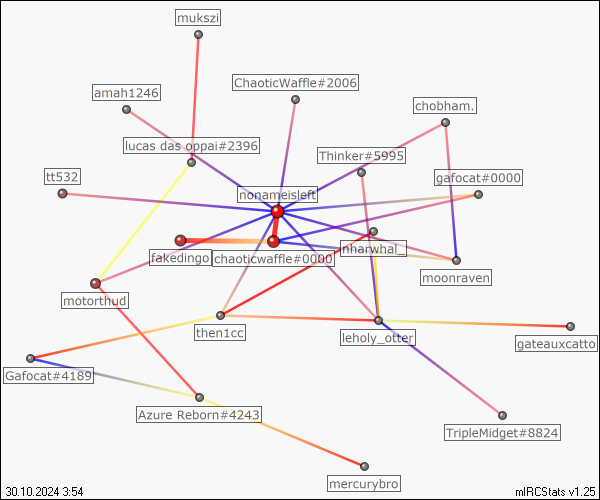 mukszi
ChaoticWaffle#2006
amah1246
chobham.
lucas das oppai#2396
Thinker#5995
tt532
gafocat#0000
nonameisleft
nharwhal_
fakedingo
chaoticwaffle#0000
moonraven
motorthud
then1cc
leholy_otter
gateauxcatto
Gafocat#4189
Azure Reborn#4243
TripleMidget#8824
mercurybro
30.10.2024 3:54
mIRCStats v1.25